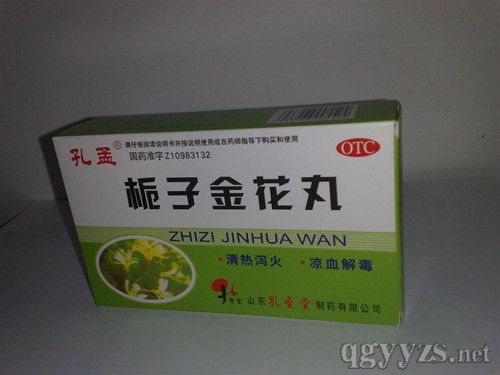 孔孟®
请仔细阅读说明书并按说明使用或在药师指导下购买和使用
国药准字Z10983132
OTC
栀子金花丸
ZHIZI JINHUA WAN
·清热泻火 ·凉血解毒
山东孔圣堂制药有限公司
qgyyzs.net